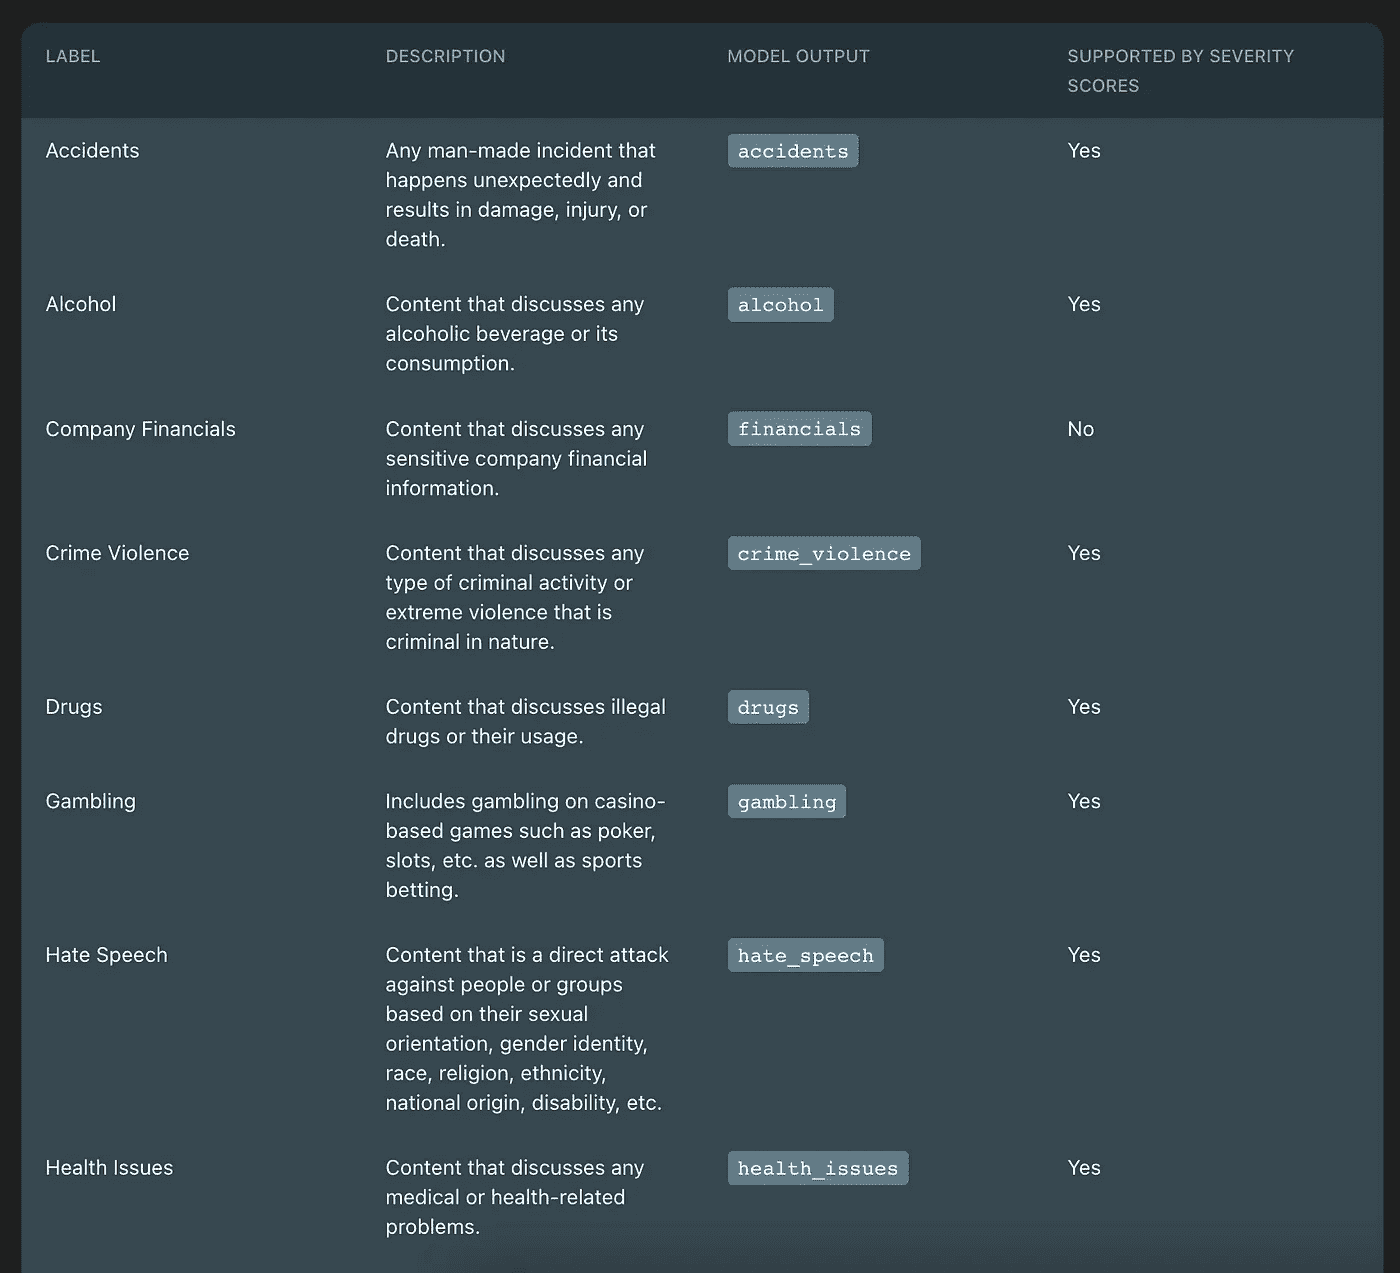 LABEL
DESCRIPTION
MODEL OUTPUT
SUPPORTED BY SEVERITY
SCORES
Accidents
Any man-made incident that
happens unexpectedly and
results in damage, injury, or
death.
accidents
Yes
Alcohol
Content that discusses any
alcoholic beverage or its
consumption.
alcohol
Yes
Company Financials
Content that discusses any
sensitive company financial
information.
financials
No
Crime Violence
Content that discusses any
type of criminal activity or
extreme violence that is
criminal in nature.
crime_violence
Yes
Drugs
Content that discusses illegal
drugs or their usage.
drugs
Yes
Gambling
Includes gambling on casino-
based games such as poker,
slots, etc. as well as sports
betting.
gambling
Yes
Hate Speech
Content that is a direct attack
against people or groups
based on their sexual
orientation, gender identity,
race, religion, ethnicity,
national origin, disability, etc.
hate_speech
Yes
Health Issues
Content that discusses any
medical or health-related
problems.
health_issues
Yes